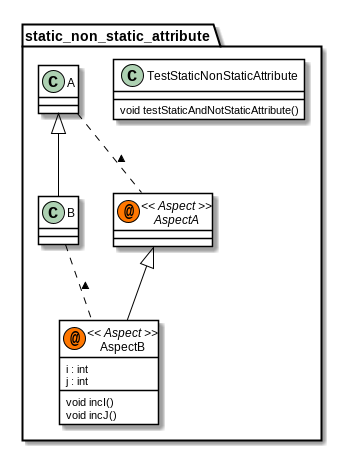 static_non_static_attribute
C A
C TestStaticNonStaticAttribute
void testStaticAndNotStaticAttribute()
C B
@ << Aspect >>
AspectA
@ << Aspect >>
AspectB
i : int
j : int
void incI()
void incJ()